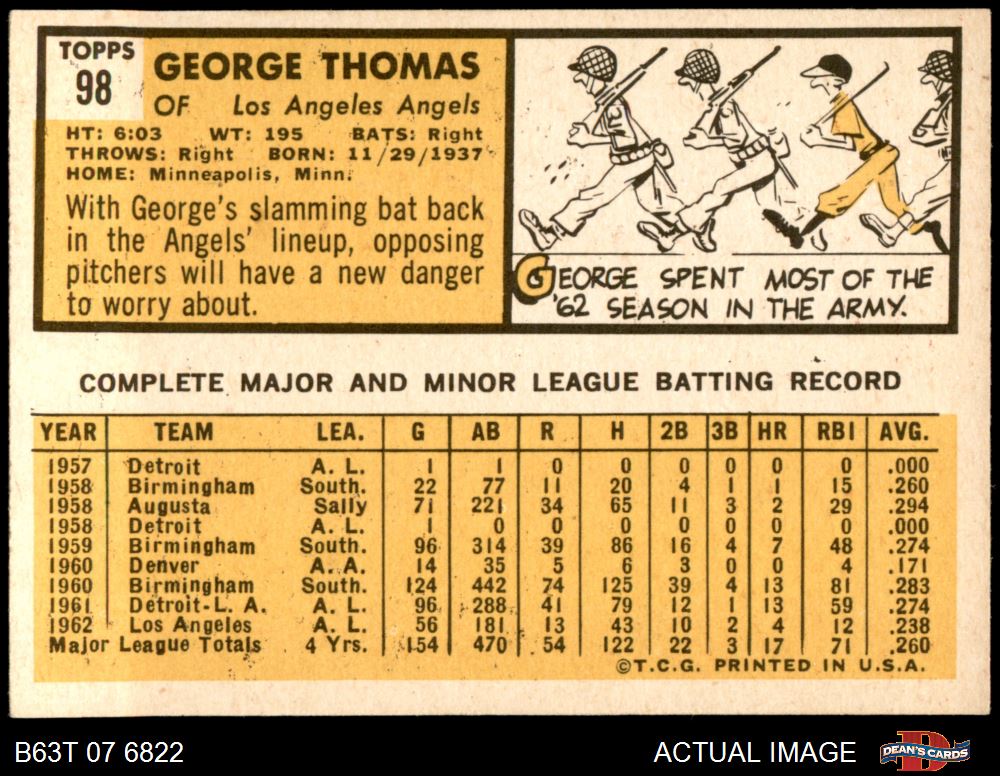 TOPPS
98
GEORGE THOMAS
OF Los Angeles Angels
HT: 6:03 WT: 195 BATS: Right
THROWS: Right BORN: 11/29/1937
HOME: Minneapolis, Minn.
With George's slamming bat back
in the Angels' lineup, opposing
pitchers will have a new danger
to worry about.
GEORGE SPENT MOST OF THE
'62 SEASON IN THE ARMY.
COMPLETE MAJOR AND MINOR LEAGUE BATTING RECORD
YEAR TEAM LEA. G AB R H 2B 3B HR RBI AVG.
1957 Detroit A. L. 1 1 0 0 0 0 0 0 .000
1958 Birmingham South. 22 77 11 20 4 1 1 15 .260
1958 Augusta Sally 71 221 34 65 11 3 2 29 .294
1958 Detroit A. L. 1 0 0 0 0 0 0 0 .000
1959 Birmingham South. 96 314 39 86 16 4 7 48 .274
1960 Denver A. A. 14 35 5 6 3 0 0 4 .171
1960 Birmingham South. 124 442 74 125 39 4 13 81 .283
1961 Detroit-L. A. A. L. 96 288 41 79 12 1 13 59 .274
1962 Los Angeles A. L. 56 181 13 43 10 2 4 12 .238
Major League Totals 4 Yrs. 154 470 54 122 22 3 17 71 .260
©T.C.G. PRINTED IN U.S.A.
B63T 07 6822 ACTUAL IMAGE DEAN'S CARDS